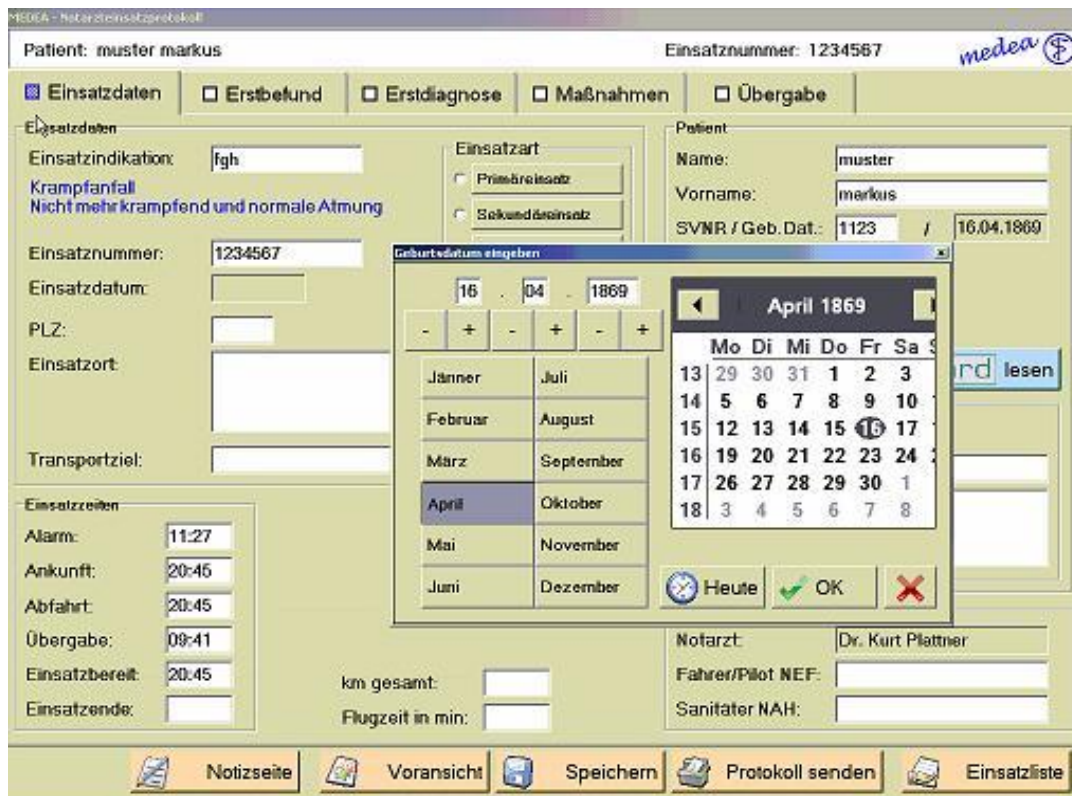 MEDEA - Notarzteinsatzprotokoll
Patient: muster markus Einsatznummer: 1234567 medea
Einsatzdaten Erstbefund Erstdiagnose Maßnahmen Übergabe
Einsatzdaten
Einsatzindikation: fgh
Krampfanfall
Nicht mehr krampfend und normale Atmung
Einsatznummer: 1234567
Einsatzdatum:
PLZ:
Einsatzort:
Transportziel:
Einsatzart
Primäreinsatz
Sekundäreinsatz
Patient
Name: muster
Vorname: markus
SVNR / Geb.Dat.: 1123 / 16.04.1869
lesen
Geburtsdatum eingeben
16 . 04 . 1869
- + - + - +
Jänner Juli
Februar August
März September
April Oktober
Mai November
Juni Dezember
April 1869
Mo Di Mi Do Fr Sa
13 29 30 31 1 2 3
14 5 6 7 8 9 10
15 12 13 14 15 16 17
16 19 20 21 22 23 24
17 26 27 28 29 30 1
18 3 4 5 6 7 8
Heute OK
Einsatzzeiten
Alarm: 11:27
Ankunft: 20:45
Abfahrt: 20:45
Übergabe: 09:41
Einsatzbereit: 20:45
Einsatzende:
km gesamt:
Flugzeit in min:
Notarzt: Dr. Kurt Plattner
Fahrer/Pilot NEF:
Sanitäter NAH:
Notizseite Voransicht Speichern Protokoll senden Einsatzliste